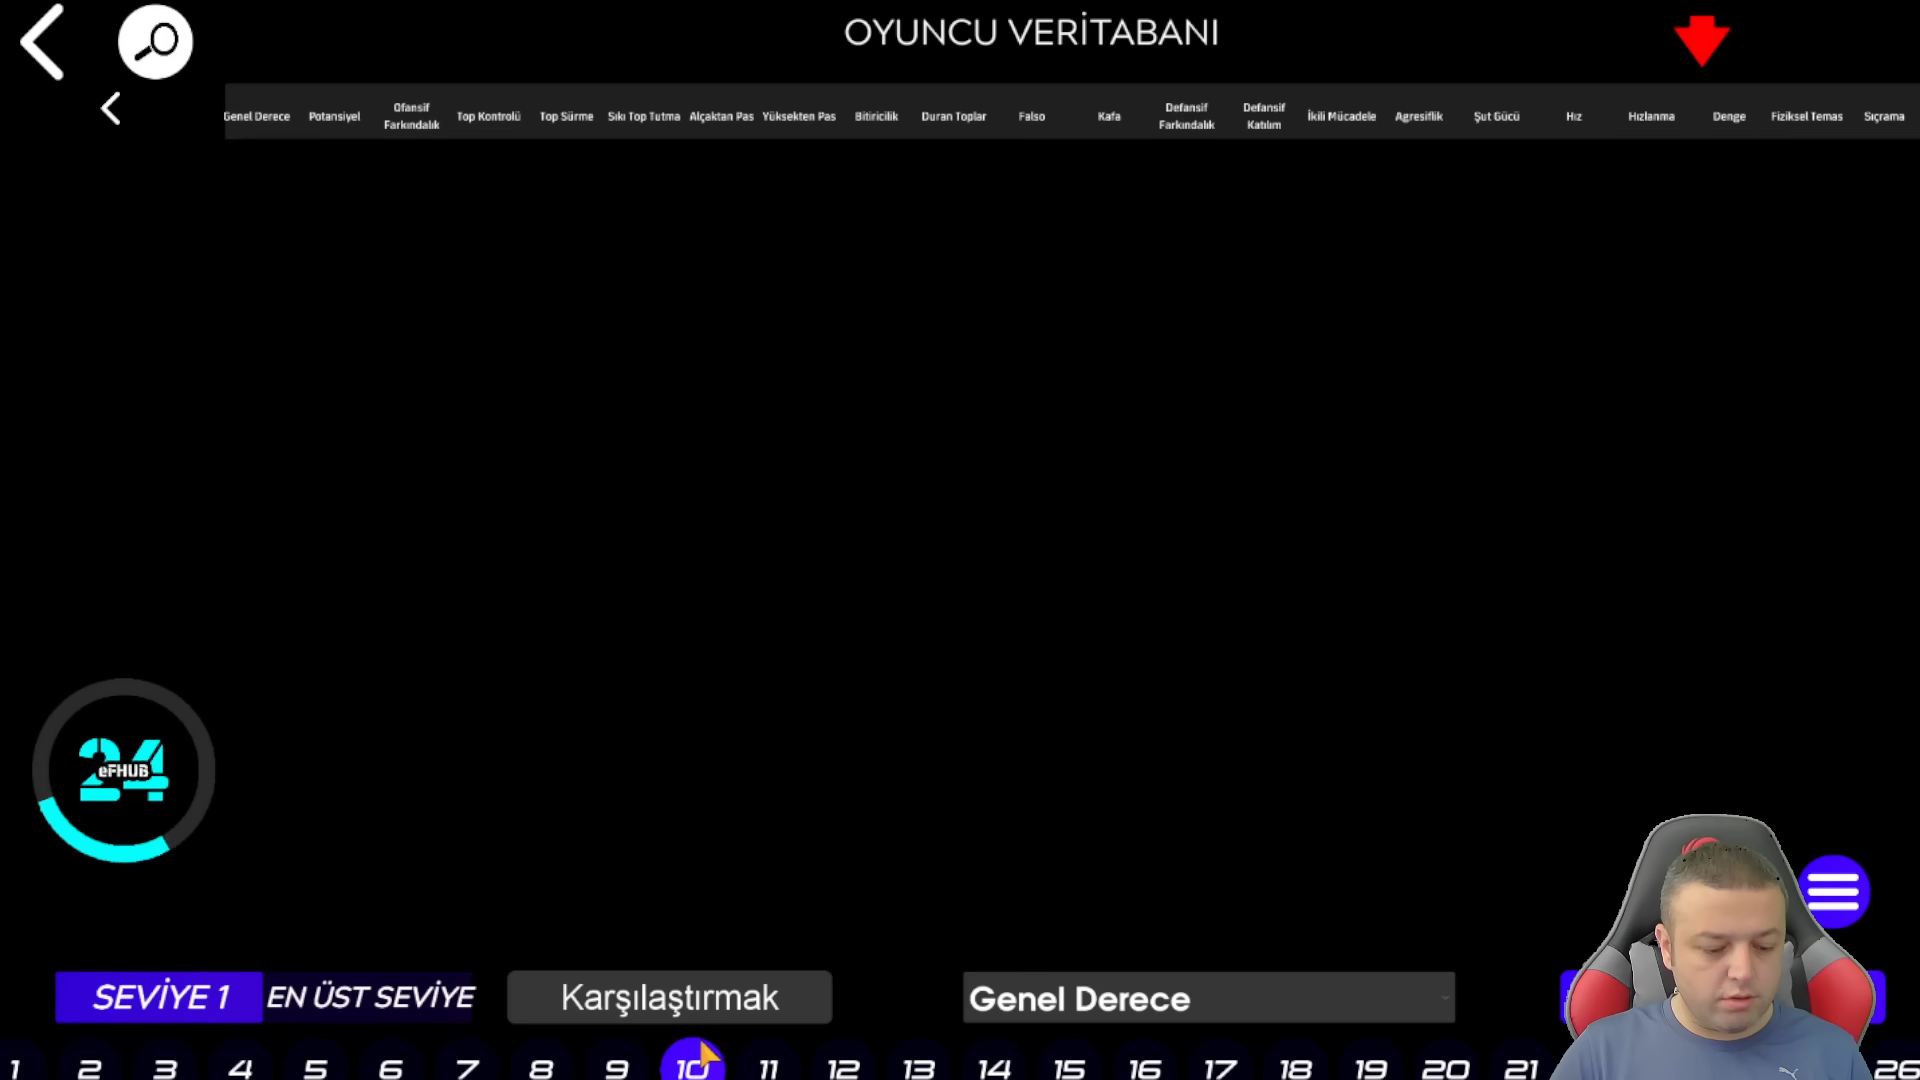 OYUNCU VERİTABANI
Genel Derece Potansiyel Ofansif Farkındalık Top Kontrolü Top Sürme Sıkı Top Tutma Alçaktan Pas Yüksekten Pas Bitiricilik Duran Toplar Falso Kafa Defansif Farkındalık Defansif Katılım İkili Mücadele Agresiflik Şut Gücü Hız Hızlanma Denge Fiziksel Temas Sıçrama
24
eFHUB
SEVİYE 1 EN ÜST SEVİYE Karşılaştırmak Genel Derece
1 2 3 4 5 6 7 8 9 10 11 12 13 14 15 16 17 18 19 20 21 26